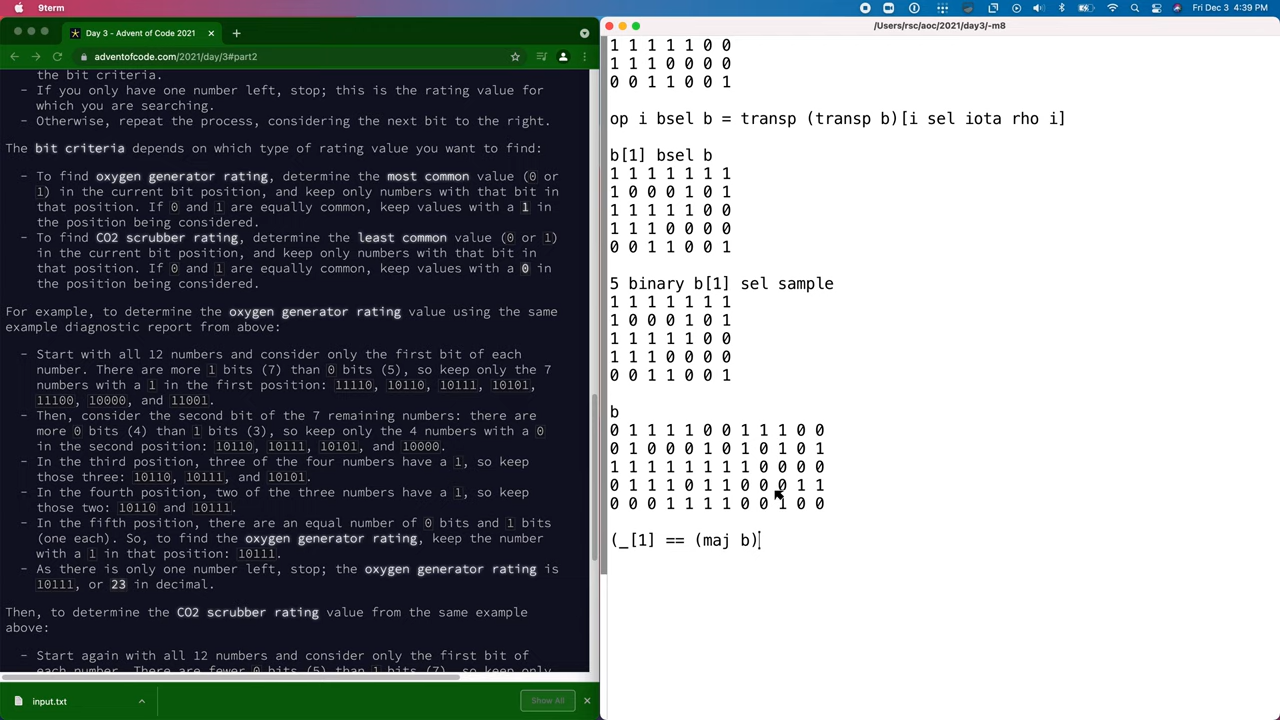 9term
Fri Dec 3 4:39 PM
Day 3 - Advent of Code 2021
adventofcode.com/2021/day/3#part2
the bit criteria.
- If you only have one number left, stop; this is the rating value for
which you are searching.
- Otherwise, repeat the process, considering the next bit to the right.
The bit criteria depends on which type of rating value you want to find:
- To find oxygen generator rating, determine the most common value (0 or
1) in the current bit position, and keep only numbers with that bit in
that position. If 0 and 1 are equally common, keep values with a 1 in
the position being considered.
- To find CO2 scrubber rating, determine the least common value (0 or 1)
in the current bit position, and keep only numbers with that bit in
that position. If 0 and 1 are equally common, keep values with a 0 in
the position being considered.
For example, to determine the oxygen generator rating value using the same
example diagnostic report from above:
- Start with all 12 numbers and consider only the first bit of each
number. There are more 1 bits (7) than 0 bits (5), so keep only the 7
numbers with a 1 in the first position: 11110, 10110, 10111, 10101,
11100, 10000, and 11001.
- Then, consider the second bit of the 7 remaining numbers: there are
more 0 bits (4) than 1 bits (3), so keep only the 4 numbers with a 0
in the second position: 10110, 10111, 10101, and 10000.
- In the third position, three of the four numbers have a 1, so keep
those three: 10110, 10111, and 10101.
- In the fourth position, two of the three numbers have a 1, so keep
those two: 10110 and 10111.
- In the fifth position, there are an equal number of 0 bits and 1 bits
(one each). So, to find the oxygen generator rating, keep the number
with a 1 in that position: 10111.
- As there is only one number left, stop; the oxygen generator rating is
10111, or 23 in decimal.
Then, to determine the CO2 scrubber rating value from the same example
above:
- Start again with all 12 numbers and consider only the first bit of
each number. There are fewer 0 bits (5) than 1 bits (7), so keep only
input.txt
Show All
/Users/rsc/aoc/2021/day3/-m8
1 1 1 1 1 0 0
1 1 1 0 0 0 0
0 0 1 1 0 0 1
op i bsel b = transp (transp b)[i sel iota rho i]
b[1] bsel b
1 1 1 1 1 1 1
1 0 0 0 1 0 1
1 1 1 1 1 0 0
1 1 1 0 0 0 0
0 0 1 1 0 0 1
5 binary b[1] sel sample
1 1 1 1 1 1 1
1 0 0 0 1 0 1
1 1 1 1 1 0 0
1 1 1 0 0 0 0
0 0 1 1 0 0 1
b
0 1 1 1 1 0 0 1 1 1 0 0
0 1 0 0 0 1 0 1 0 1 0 1
1 1 1 1 1 1 1 1 0 0 0 0
0 1 1 1 0 1 1 0 0 0 1 1
0 0 0 1 1 1 1 0 0 1 0 0
(_[1] == (maj b)